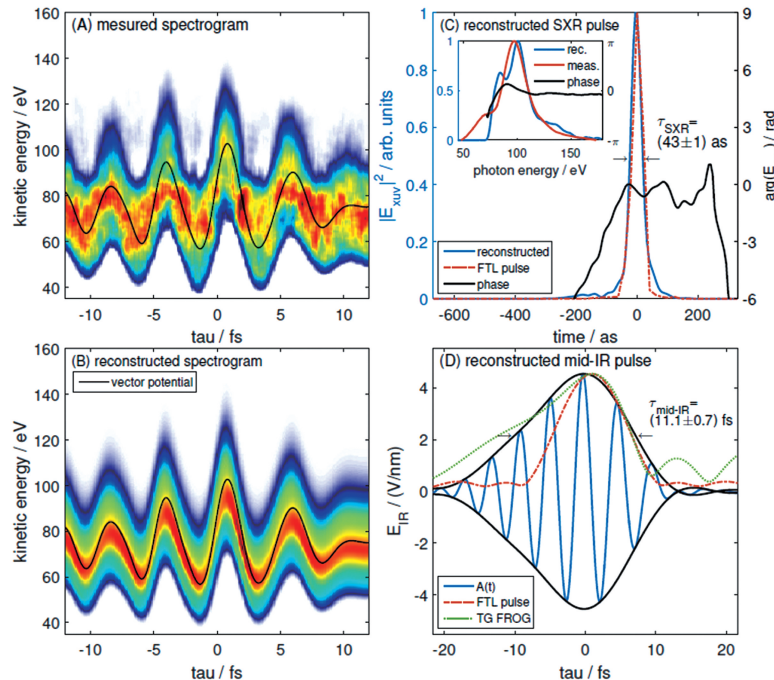 (A) mesured spectrogram
160
140
120
100
80
60
40
kinetic energy / eV
-10
-5
0
5
10
tau / fs
(B) reconstructed spectrogram
vector potential
160
140
120
100
80
60
40
kinetic energy / eV
-10
-5
0
5
10
tau / fs
(C) reconstructed SXR pulse
1
0.8
0.6
0.4
0.2
0
|E_xuv|^2 / arb. units
9
6
3
0
-3
-6
arg(E_ ) / rad
1
0.5
0
π
0
-π
rec.
meas.
phase
50
100
150
photon energy / eV
τ_SXR=
(43±1) as
reconstructed
FTL pulse
phase
-600
-400
-200
0
200
time / as
(D) reconstructed mid-IR pulse
4
2
0
-2
-4
E_IR / (V/nm)
τ_mid-IR=
(11.1±0.7) fs
A(t)
FTL pulse
TG FROG
-20
-10
0
10
20
tau / fs